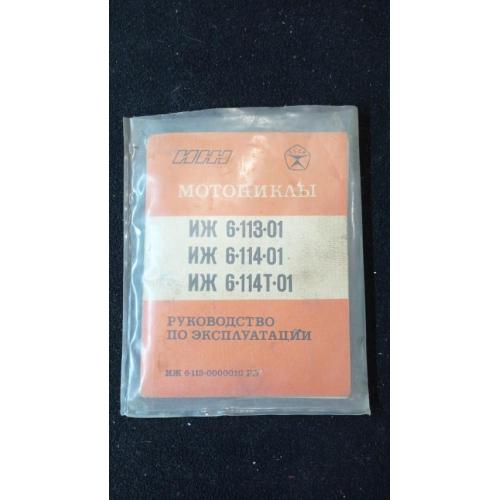 ИЖ
СССР
МОТОЦИКЛЫ
ИЖ 6·113·01
ИЖ 6·114·01
ИЖ 6·114Т·01
РУКОВОДСТВО
ПО ЭКСПЛУАТАЦИИ
ИЖ 6·113-0000010 РЭ